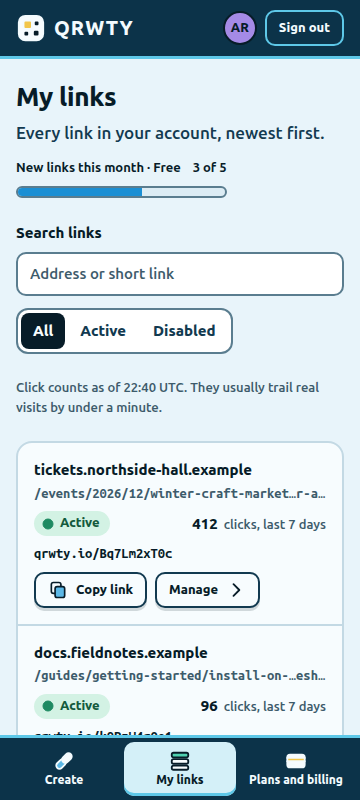 QRWTY
AR
Sign out
My links
Every link in your account, newest first.
New links this month · Free 3 of 5
Search links
Address or short link
All Active Disabled
Click counts as of 22:40 UTC. They usually trail real
visits by under a minute.
tickets.northside-hall.example
/events/2026/12/winter-craft-market…r-a…
Active 412 clicks, last 7 days
qrwty.io/Bq7Lm2xT0c
Copy link Manage
docs.fieldnotes.example
/guides/getting-started/install-on-…esh…
Active 96 clicks, last 7 days
Create My links Plans and billing